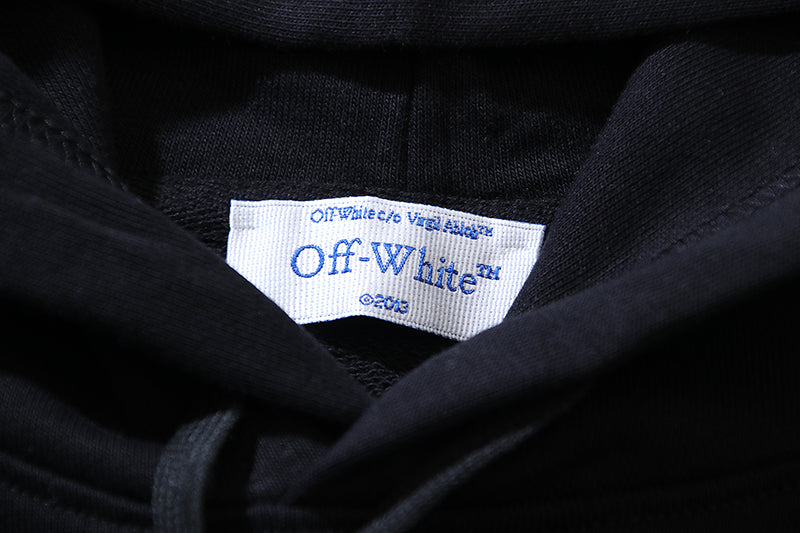 Off-White c/o Virgil Abloh™
Off-White™
©2013